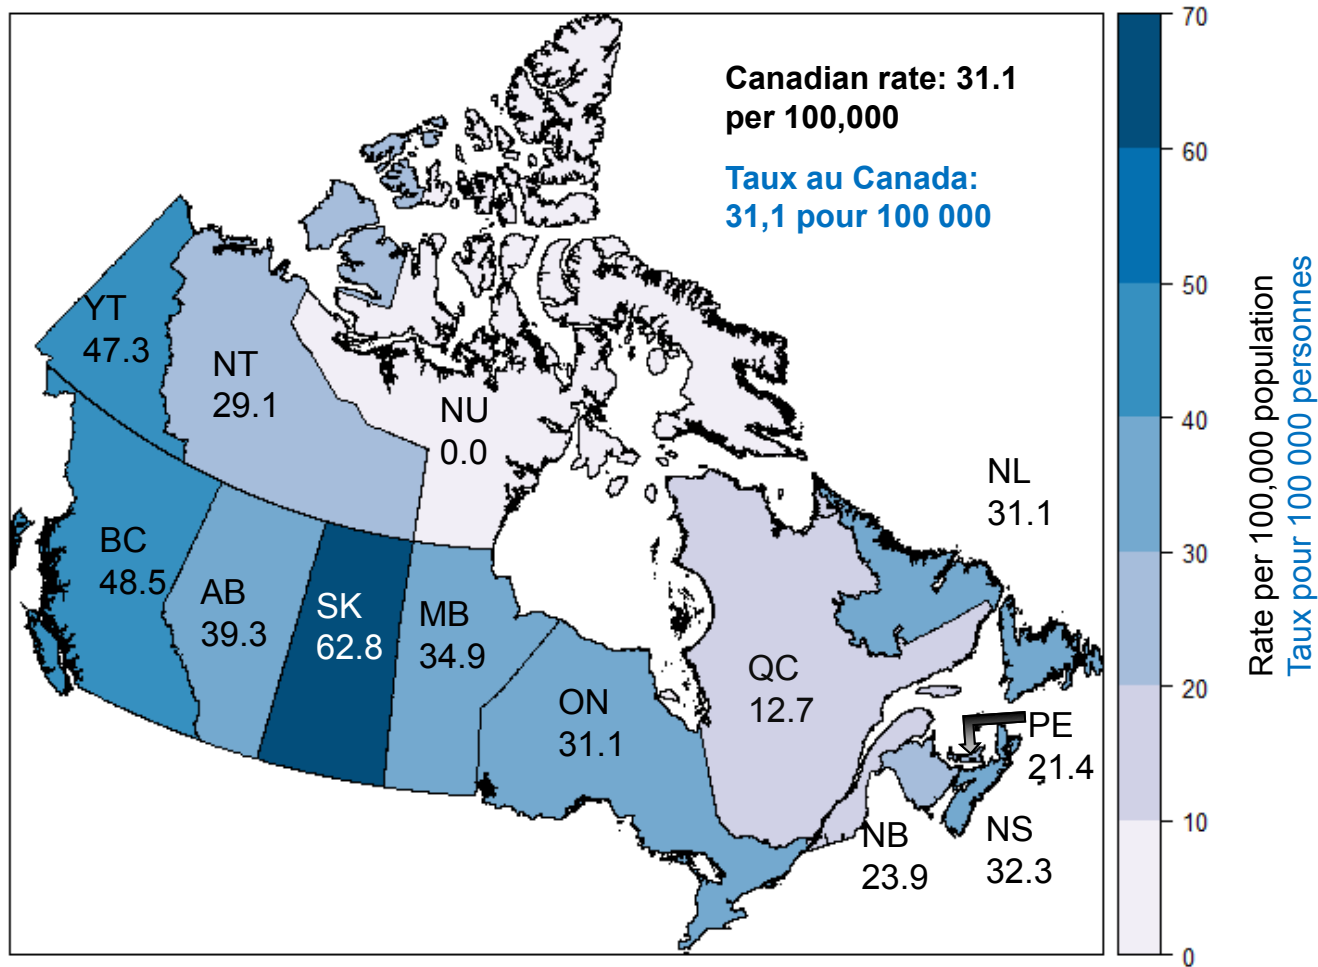 Canadian rate: 31.1
per 100,000
Taux au Canada:
31,1 pour 100 000
YT
47.3
NT
29.1
NU
0.0
NL
31.1
BC
48.5
AB
39.3
SK
62.8
MB
34.9
ON
31.1
QC
12.7
PE
21.4
NB
23.9
NS
32.3
70
60
50
40
30
20
10
0
Rate per 100,000 population
Taux pour 100 000 personnes